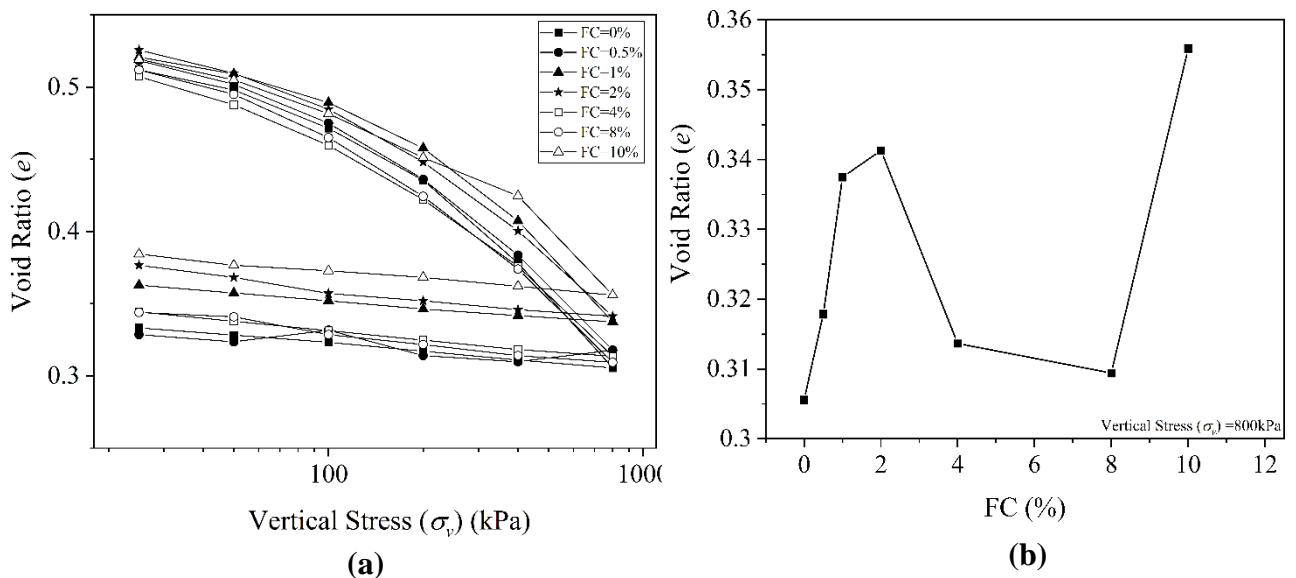 0.5
0.4
0.3
Void Ratio (e)
FC=0%
FC=0.5%
FC=1%
FC=2%
FC=4%
FC=8%
FC=10%
100
1000
Vertical Stress (σv) (kPa)
(a)
0.36
0.35
0.34
0.33
0.32
0.31
0.3
Void Ratio (e)
Vertical Stress (σv) =800kPa
0 2 4 6 8 10 12
FC (%)
(b)